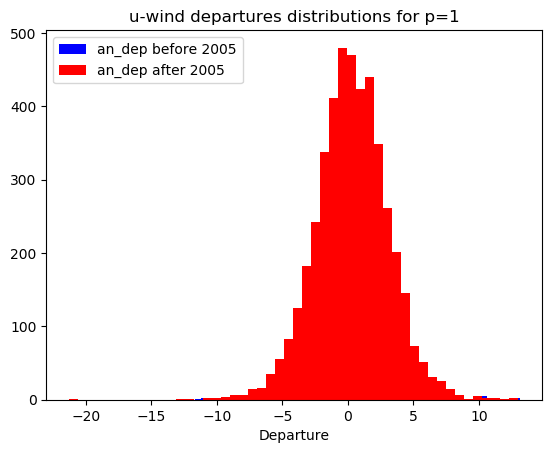 u-wind departures distributions for p=1
an_dep before 2005
an_dep after 2005
500
400
300
200
100
0
−20 −15 −10 −5 0 5 10
Departure